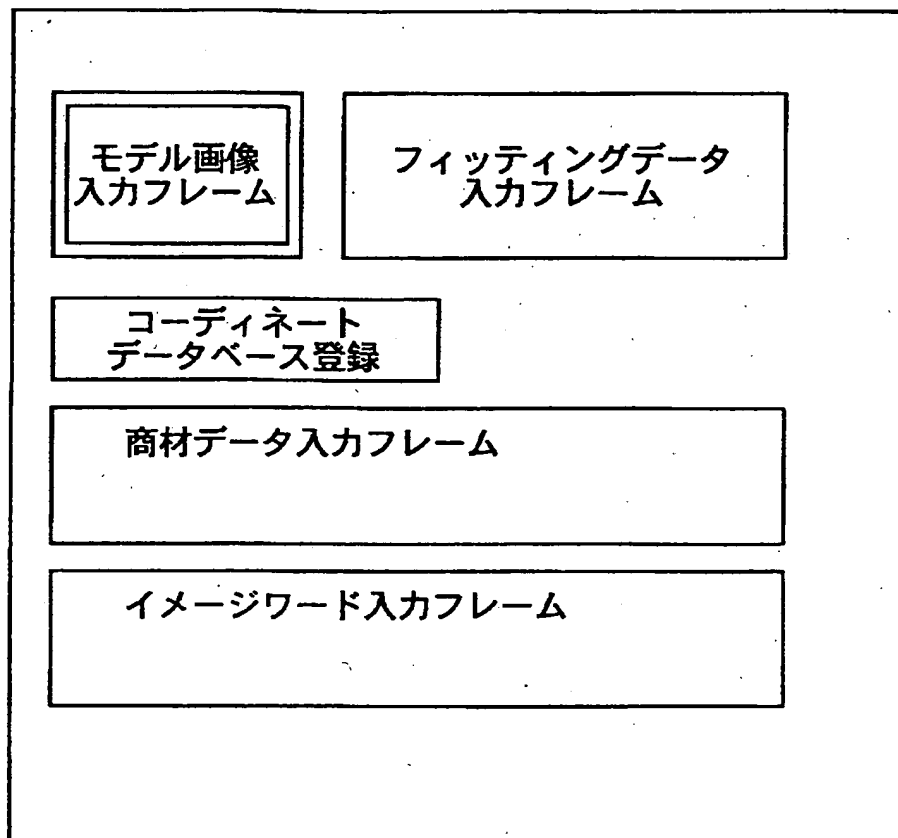 モデル画像
入力フレーム
フィッティングデータ
入力フレーム
コーディネート
データベース登録
商材データ入力フレーム
イメージワード入力フレーム